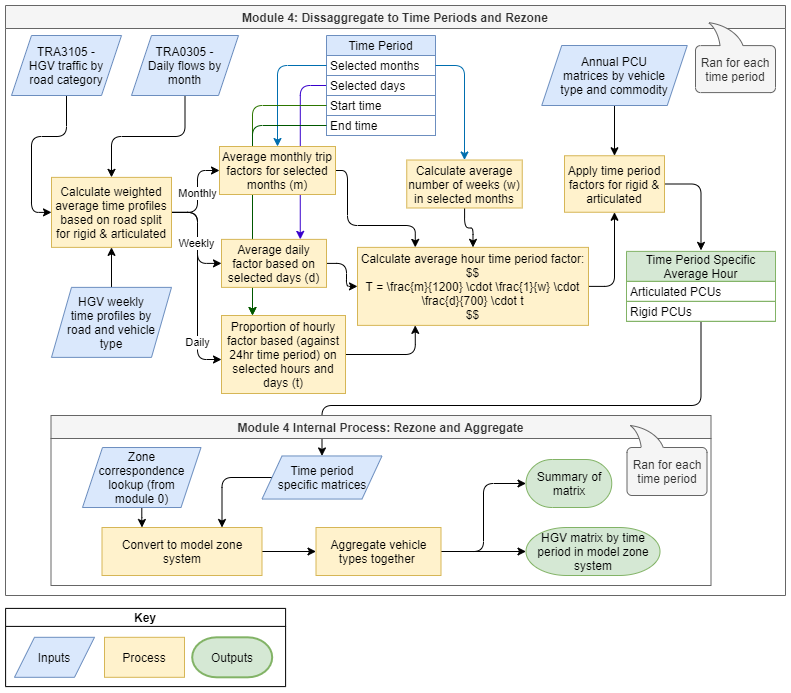 Module 4: Dissaggregate to Time Periods and Rezone
TRA3105 -
HGV traffic by
road category
TRA0305 -
Daily flows by
month
Time Period
Selected months
Selected days
Start time
End time
Annual PCU
matrices by vehicle
type and commodity
Ran for each
time period
Calculate weighted
average time profiles
based on road split
for rigid & articulated
Monthly
Weekly
Daily
Average monthly trip
factors for selected
months (m)
Calculate average
number of weeks (w)
in selected months
Apply time period
factors for rigid &
articulated
Average daily
factor based on
selected days (d)
Calculate average hour time period factor:
$$
T = \frac{m}{1200} \cdot \frac{1}{w} \cdot
\frac{d}{700} \cdot t
$$
Time Period Specific
Average Hour
Articulated PCUs
Rigid PCUs
HGV weekly
time profiles by
road and vehicle
type
Proportion of hourly
factor based (against
24hr time period) on
selected hours and
days (t)
Module 4 Internal Process: Rezone and Aggregate
Ran for each
time period
Zone
correspondence
lookup (from
module 0)
Time period
specific matrices
Summary of
matrix
Convert to model zone
system
Aggregate vehicle
types together
HGV matrix by time
period in model zone
system
Key
Inputs
Process
Outputs